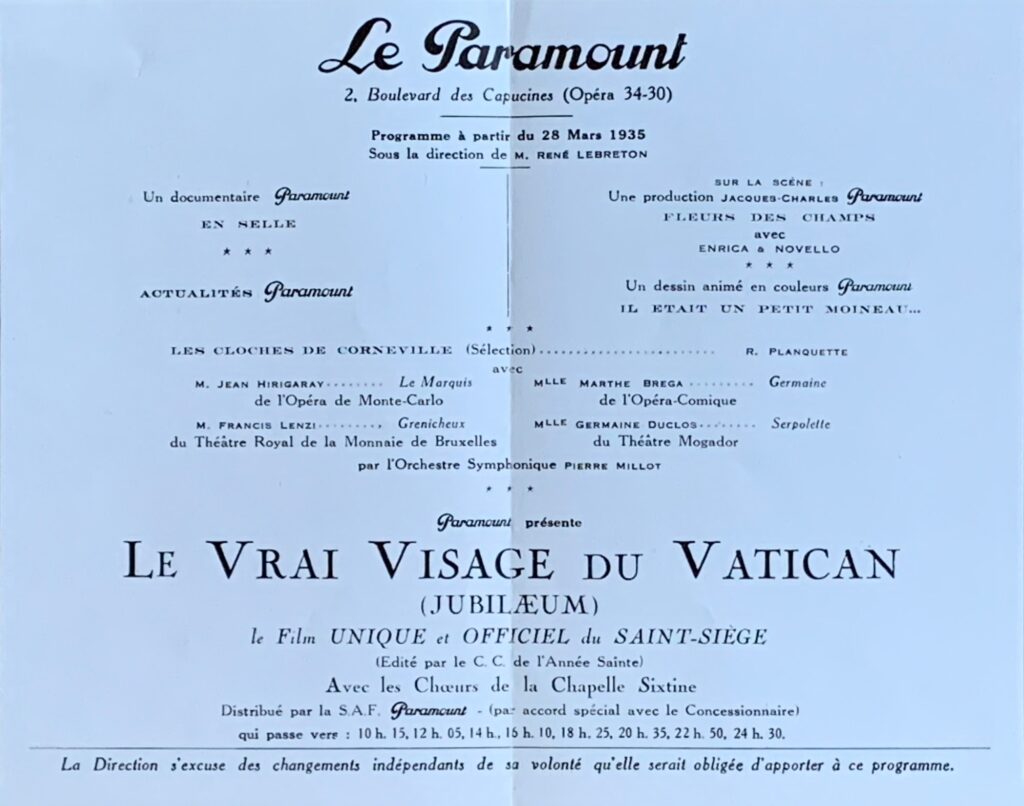 Le Paramount
2, Boulevard des Capucines (Opéra 34-30)
Programme à partir du 28 Mars 1935
Sous la direction de M. RENÉ LEBRETON
Un documentaire Paramount
EN SELLE
* * *
ACTUALITÉS Paramount
SUR LA SCÈNE :
Une production JACQUES-CHARLES Paramount
FLEURS DES CHAMPS
avec
ENRICA & NOVELLO
* * *
Un dessin animé en couleurs Paramount
IL ETAIT UN PETIT MOINEAU...
* * *
LES CLOCHES DE CORNEVILLE (Sélection)........................ R. PLANQUETTE
avec
M. JEAN HIRIGARAY........ Le Marquis
de l'Opéra de Monte-Carlo
MLLE MARTHE BREGA ......... Germaine
de l'Opéra-Comique
M. FRANCIS LENZI......... Grenicheux
du Théâtre Royal de la Monnaie de Bruxelles
MLLE GERMAINE DUCLOS........ Serpolette
du Théâtre Mogador
par l'Orchestre Symphonique PIERRE MILLOT
* * *
Paramount présente
LE VRAI VISAGE DU VATICAN
(JUBILÆUM)
le Film UNIQUE et OFFICIEL du SAINT-SIÈGE
(Edité par le C. C. de l'Année Sainte)
Avec les Chœurs de la Chapelle Sixtine
Distribué par la S.A.F. Paramount - (par accord spécial avec le Concessionnaire)
qui passe vers : 10 h. 15, 12 h. 05, 14 h., 16 h. 10, 18 h. 25, 20 h. 35, 22 h. 50, 24 h. 30.
La Direction s'excuse des changements indépendants de sa volonté qu'elle serait obligée d'apporter à ce programme.